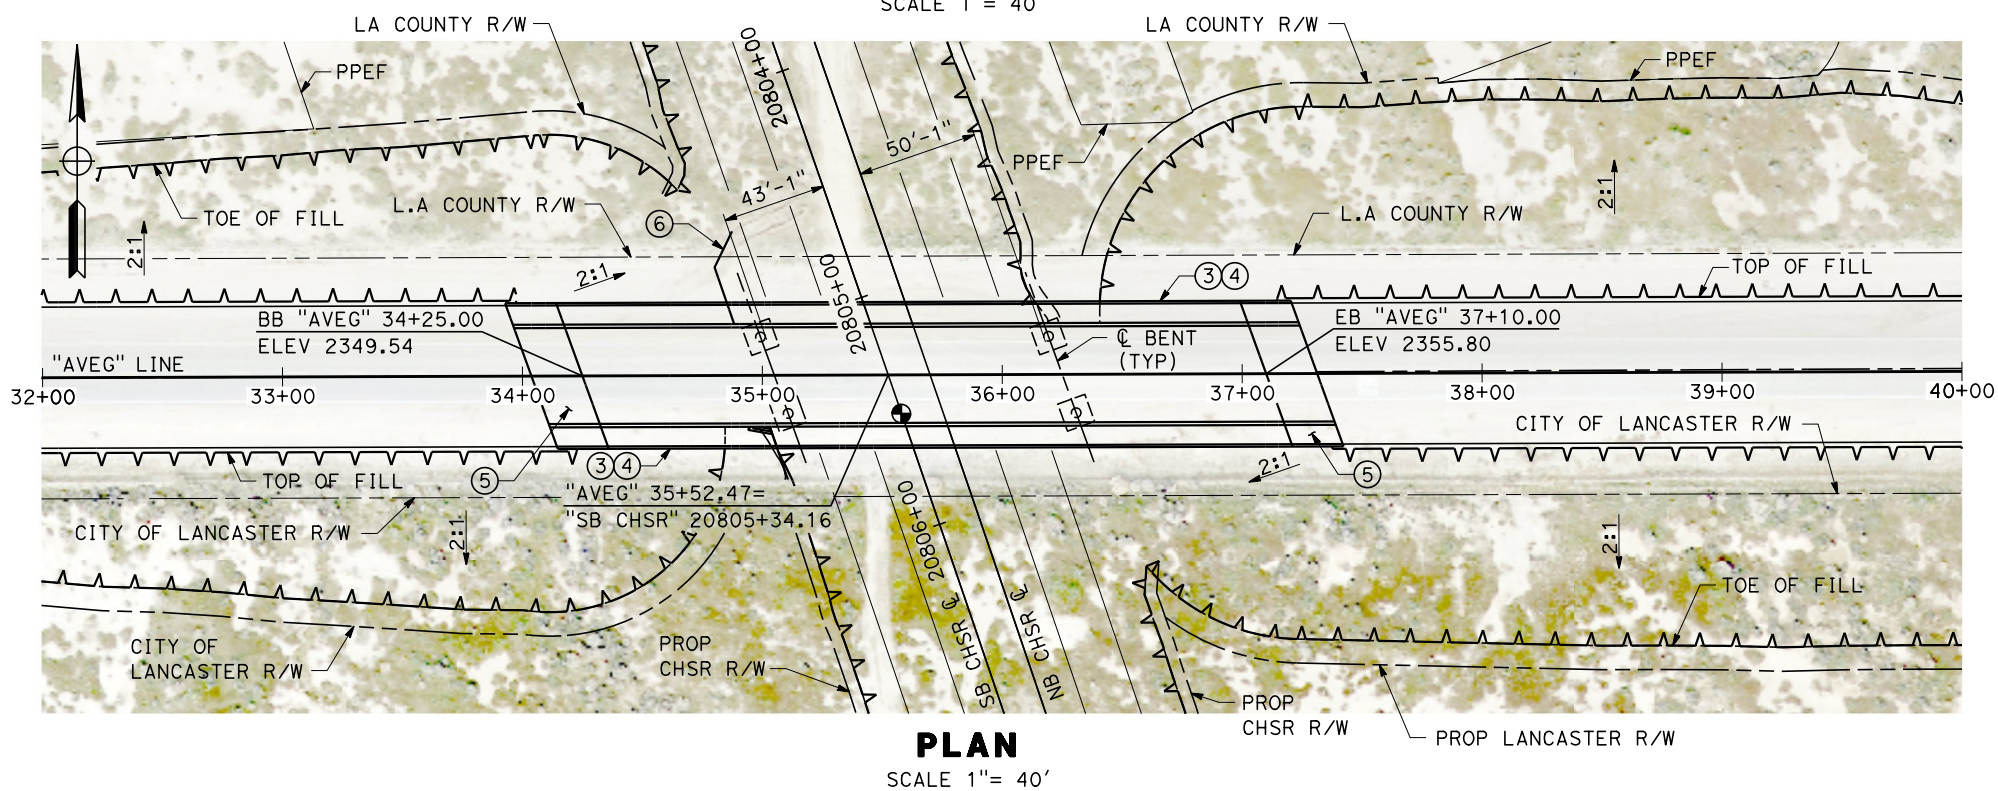 SCALE 1"= 40'
LA COUNTY R/W
LA COUNTY R/W
PPEF
PPEF
20804+00
50'-1"
PPEF
43'-1"
L.A COUNTY R/W
TOE OF FILL
6
L.A COUNTY R/W
2:1
2:1
2:1
3 4
TOP OF FILL
20805+00
BB "AVEG" 34+25.00
ELEV 2349.54
EB "AVEG" 37+10.00
ELEV 2355.80
℄ BENT
(TYP)
"AVEG" LINE
32+00
33+00
34+00
35+00
36+00
37+00
38+00
39+00
40+00
CITY OF LANCASTER R/W
3 4
5
TOP OF FILL
2:1
5
"AVEG" 35+52.47=
"SB CHSR" 20805+34.16
20806+00
CITY OF LANCASTER R/W
2:1
2:1
TOE OF FILL
CITY OF
LANCASTER R/W
PROP
CHSR R/W
SB CHSR ℄
NB CHSR ℄
PROP
CHSR R/W
PROP LANCASTER R/W
PLAN
SCALE 1"= 40'